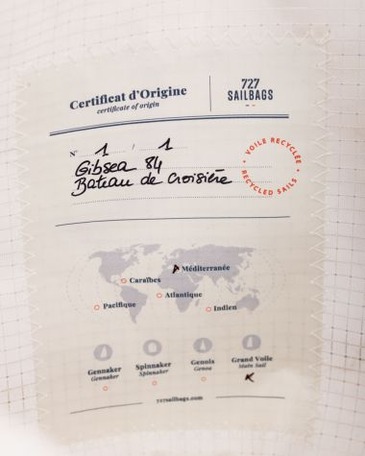 Certificat d'Origine
certificate of origin
727
SAILBAGS
N° 1 / 1
Gibsea 84
Bateau de Croisière
• VOILE RECYCLÉE •
RECYCLED SAILS
Méditerranée
Caraïbes
Atlantique
Pacifique
Indien
Gennaker
Gennaker
Spinnaker
Spinnaker
Genois
Genoa
Grand Voile
Main Sail
727sailbags.com